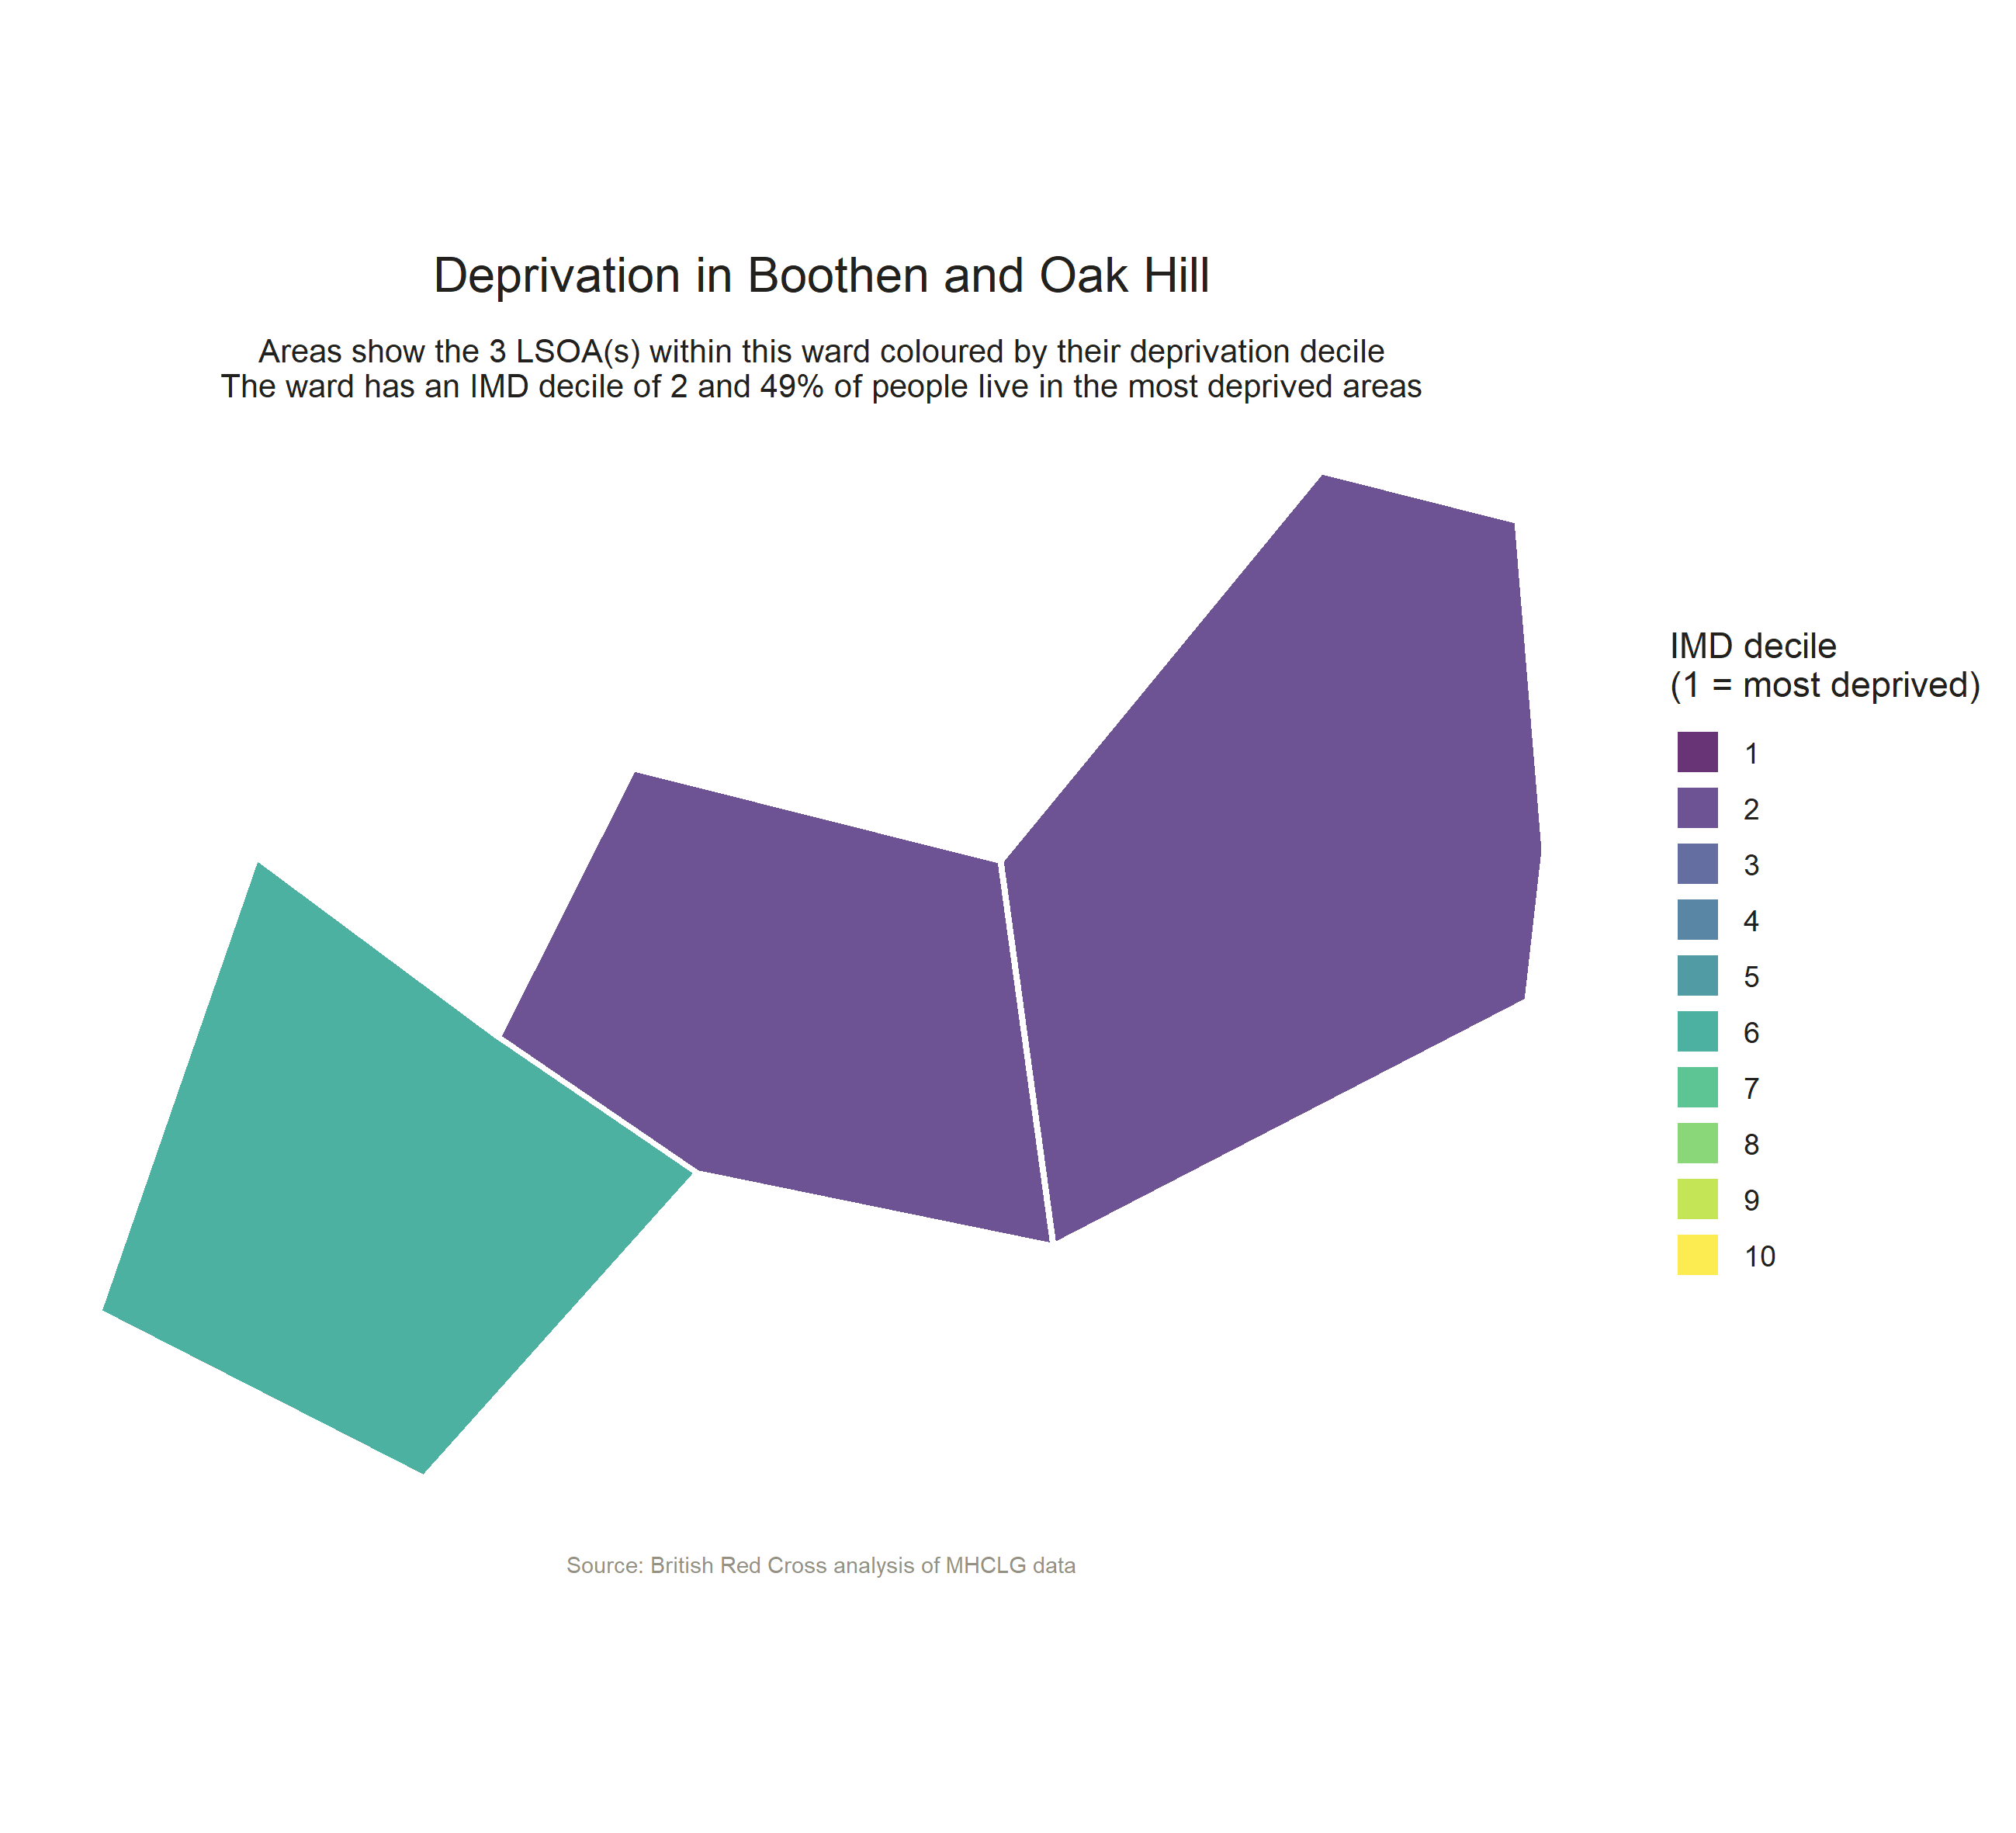 Deprivation in Boothen and Oak Hill
Areas show the 3 LSOA(s) within this ward coloured by their deprivation decile
The ward has an IMD decile of 2 and 49% of people live in the most deprived areas
IMD decile
(1 = most deprived)
1
2
3
4
5
6
7
8
9
10
Source: British Red Cross analysis of MHCLG data